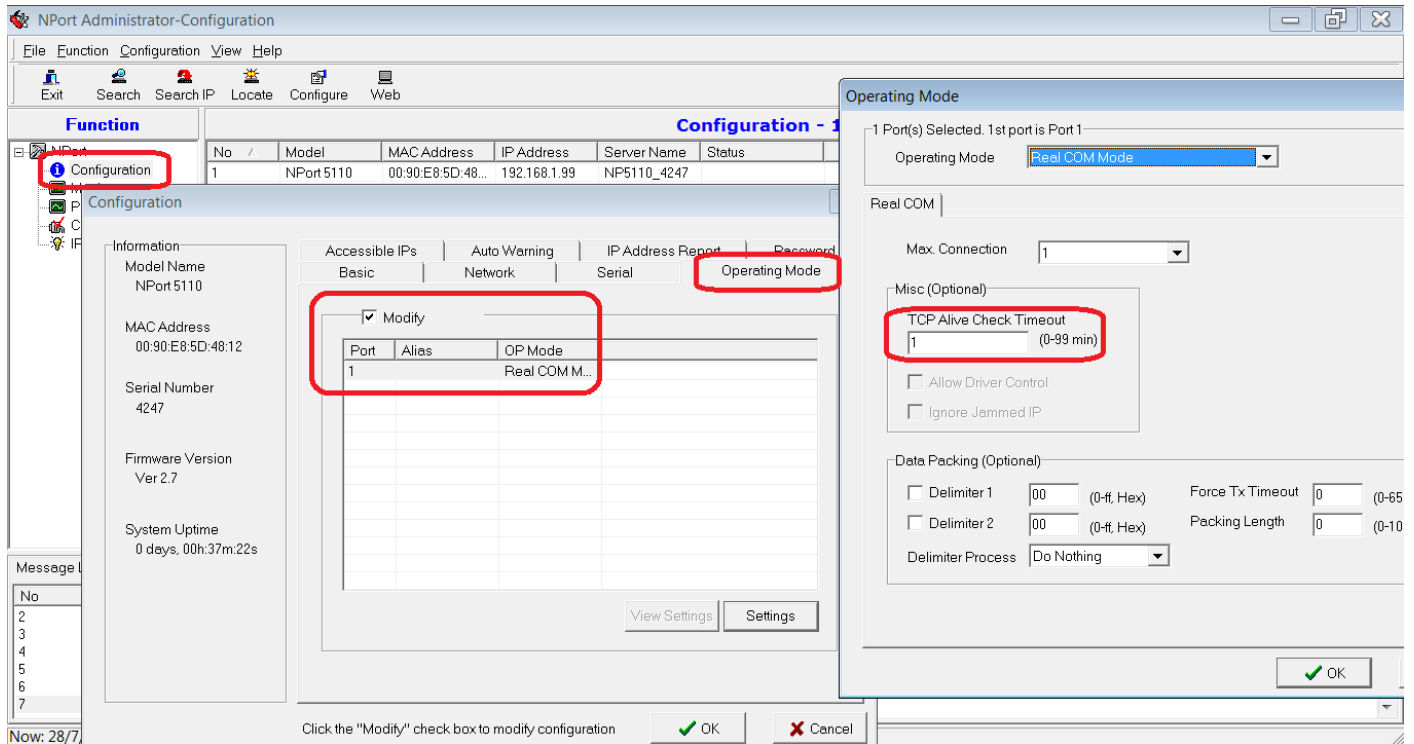 NPort Administrator-Configuration
File Function Configuration View Help
Exit Search Search IP Locate Configure Web
Function
Configuration - 1
NPort
Configuration
No / Model MAC Address IP Address Server Name Status
1 NPort 5110 00:90:E8:5D:48... 192.168.1.99 NP5110_4247
Configuration
Information
Model Name
NPort 5110
MAC Address
00:90:E8:5D:48:12
Serial Number
4247
Firmware Version
Ver 2.7
System Uptime
0 days, 00h:37m:22s
Accessible IPs Auto Warning IP Address Report Password
Basic Network Serial Operating Mode
Modify
Port Alias OP Mode
1 Real COM M...
View Settings Settings
Click the "Modify" check box to modify configuration OK Cancel
Message L
No
2
3
4
5
6
7
Now: 28/7/
Operating Mode
1 Port(s) Selected. 1st port is Port 1
Operating Mode Real COM Mode
Real COM
Max. Connection 1
Misc (Optional)
TCP Alive Check Timeout
1 (0-99 min)
Allow Driver Control
Ignore Jammed IP
Data Packing (Optional)
Delimiter 1 00 (0-ff, Hex) Force Tx Timeout 0 (0-65
Delimiter 2 00 (0-ff, Hex) Packing Length 0 (0-10
Delimiter Process Do Nothing
OK